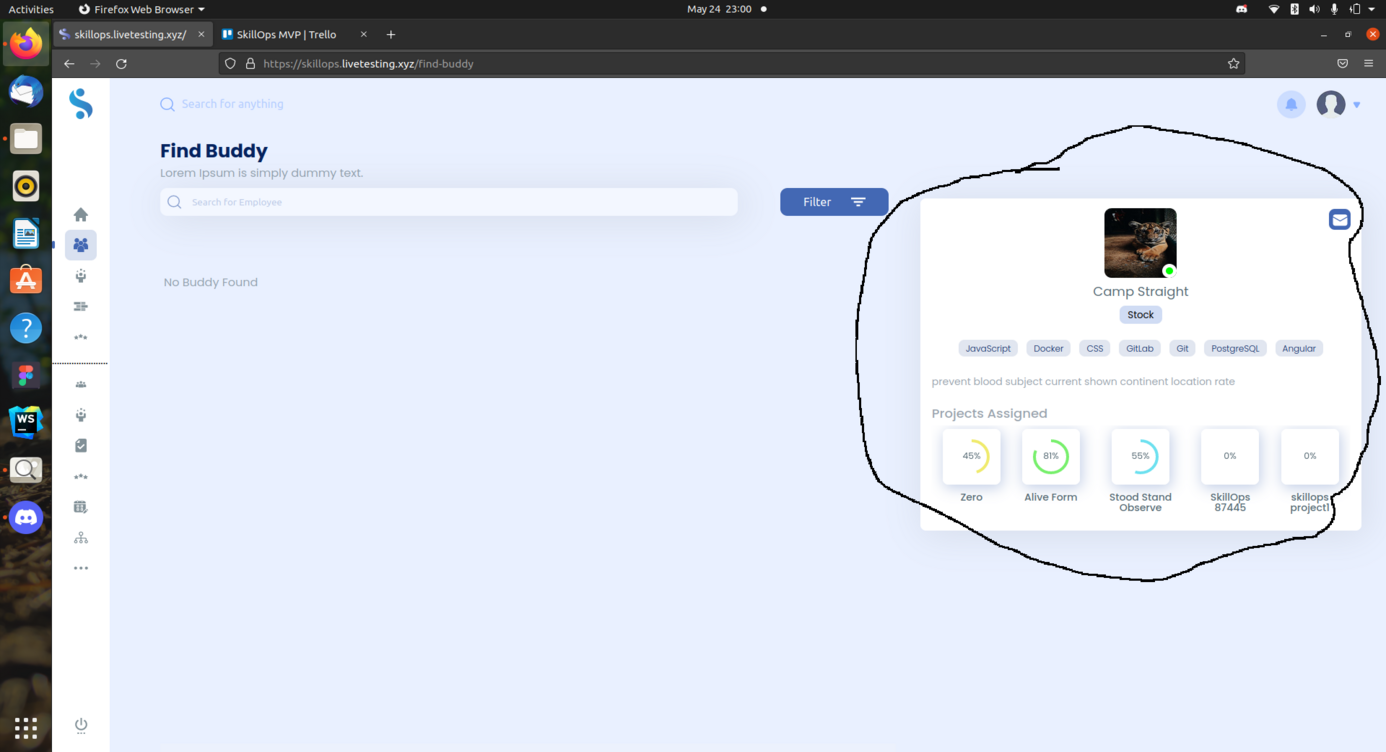 Activities
Firefox Web Browser
May 24 23:00
skillops.livetesting.xyz/
SkillOps MVP | Trello
https://skillops.livetesting.xyz/find-buddy
Search for anything
Find Buddy
Lorem Ipsum is simply dummy text.
Search for Employee
Filter
No Buddy Found
Camp Straight
Stock
JavaScript Docker CSS GitLab Git PostgreSQL Angular
prevent blood subject current shown continent location rate
Projects Assigned
45% 81% 55% 0% 0%
Zero
Alive Form
Stood Stand
Observe
SkillOps
87445
skillops
project1
WS